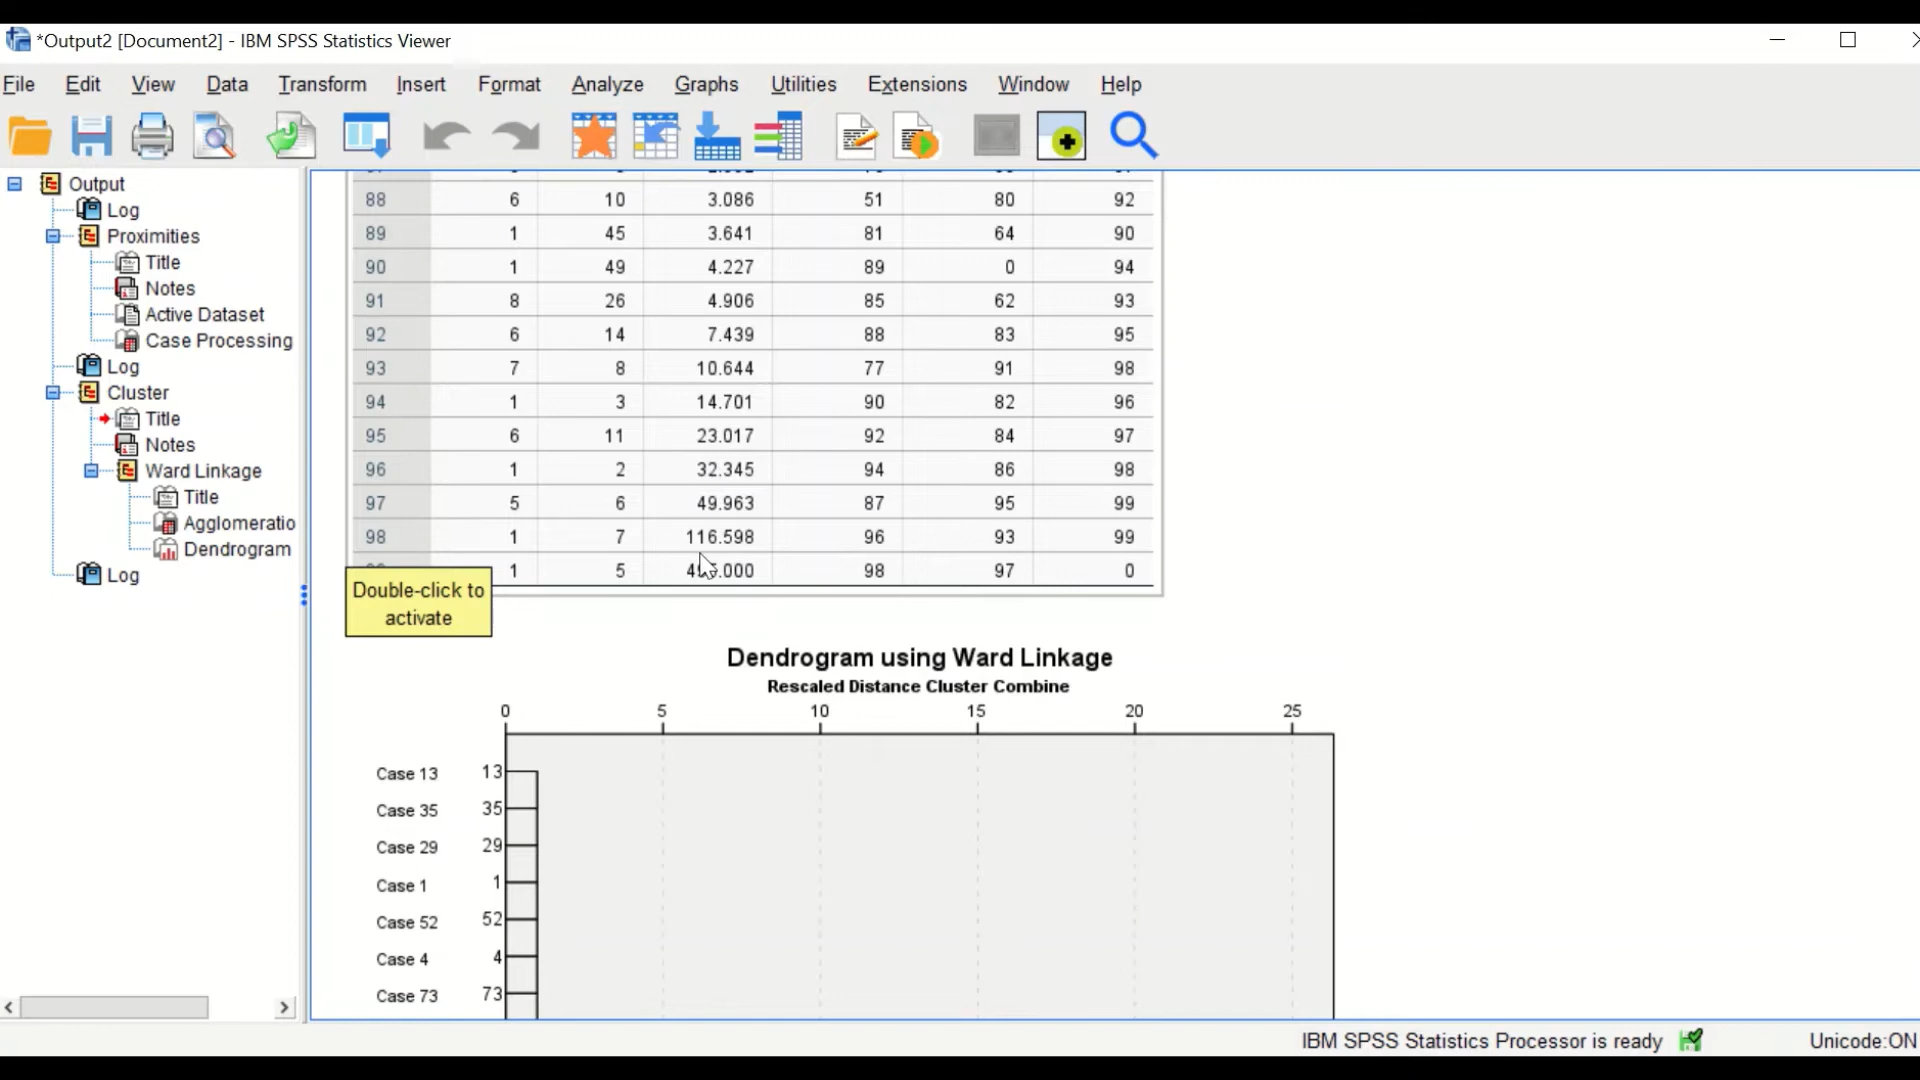 *Output2 [Document2] - IBM SPSS Statistics Viewer
File Edit View Data Transform Insert Format Analyze Graphs Utilities Extensions Window Help
Output
Log
Proximities
Title
Notes
Active Dataset
Case Processing
Log
Cluster
Title
Notes
Ward Linkage
Title
Agglomeratio
Dendrogram
Log
88 6 10 3.086 51 80 92
89 1 45 3.641 81 64 90
90 1 49 4.227 89 0 94
91 8 26 4.906 85 62 93
92 6 14 7.439 88 83 95
93 7 8 10.644 77 91 98
94 1 3 14.701 90 82 96
95 6 11 23.017 92 84 97
96 1 2 32.345 94 86 98
97 5 6 49.963 87 95 99
98 1 7 116.598 96 93 99
1 5 98 97 0
Double-click to
activate
Dendrogram using Ward Linkage
Rescaled Distance Cluster Combine
0 5 10 15 20 25
Case 13 13
Case 35 35
Case 29 29
Case 1 1
Case 52 52
Case 4 4
Case 73 73
IBM SPSS Statistics Processor is ready Unicode:ON